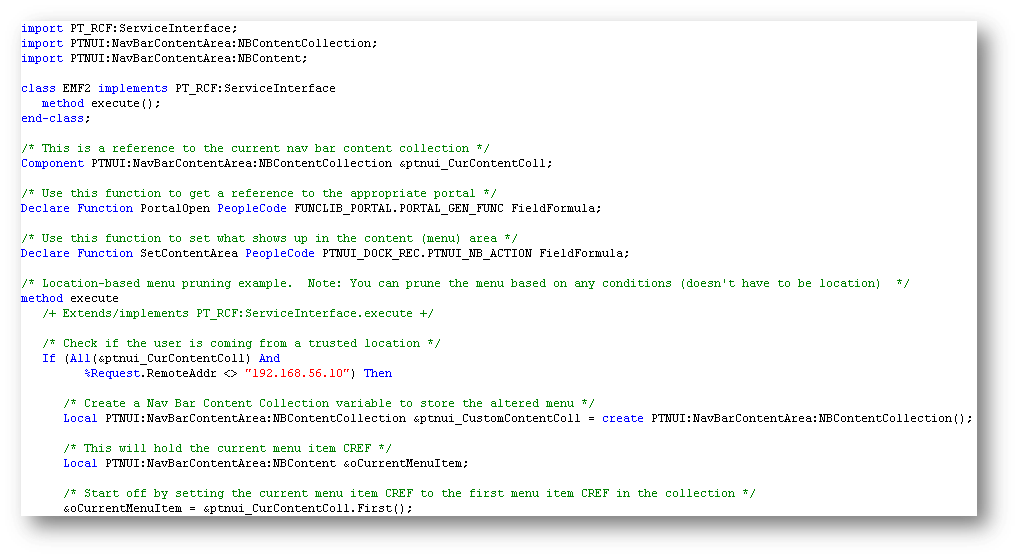 import PT_RCF:ServiceInterface;
import PTNUI:NavBarContentArea:NBContentCollection;
import PTNUI:NavBarContentArea:NBContent;

class EMF2 implements PT_RCF:ServiceInterface
   method execute();
end-class;

/* This is a reference to the current nav bar content collection */
Component PTNUI:NavBarContentArea:NBContentCollection &ptnui_CurContentColl;

/* Use this function to get a reference to the appropriate portal */
Declare Function PortalOpen PeopleCode FUNCLIB_PORTAL.PORTAL_GEN_FUNC FieldFormula;

/* Use this function to set what shows up in the content (menu) area */
Declare Function SetContentArea PeopleCode PTNUI_DOCK_REC.PTNUI_NB_ACTION FieldFormula;

/* Location-based menu pruning example.  Note: You can prune the menu based on any conditions (doesn't have to be location)  */
method execute
   /+ Extends/implements PT_RCF:ServiceInterface.execute +/

   /* Check if the user is coming from a trusted location */
   If (All(&ptnui_CurContentColl) And
         %Request.RemoteAddr <> "192.168.56.10") Then

      /* Create a Nav Bar Content Collection variable to store the altered menu */
      Local PTNUI:NavBarContentArea:NBContentCollection &ptnui_CustomContentColl = create PTNUI:NavBarContentArea:NBContentCollection();

      /* This will hold the current menu item CREF */
      Local PTNUI:NavBarContentArea:NBContent &oCurrentMenuItem;

      /* Start off by setting the current menu item CREF to the first menu item CREF in the collection */
      &oCurrentMenuItem = &ptnui_CurContentColl.First();